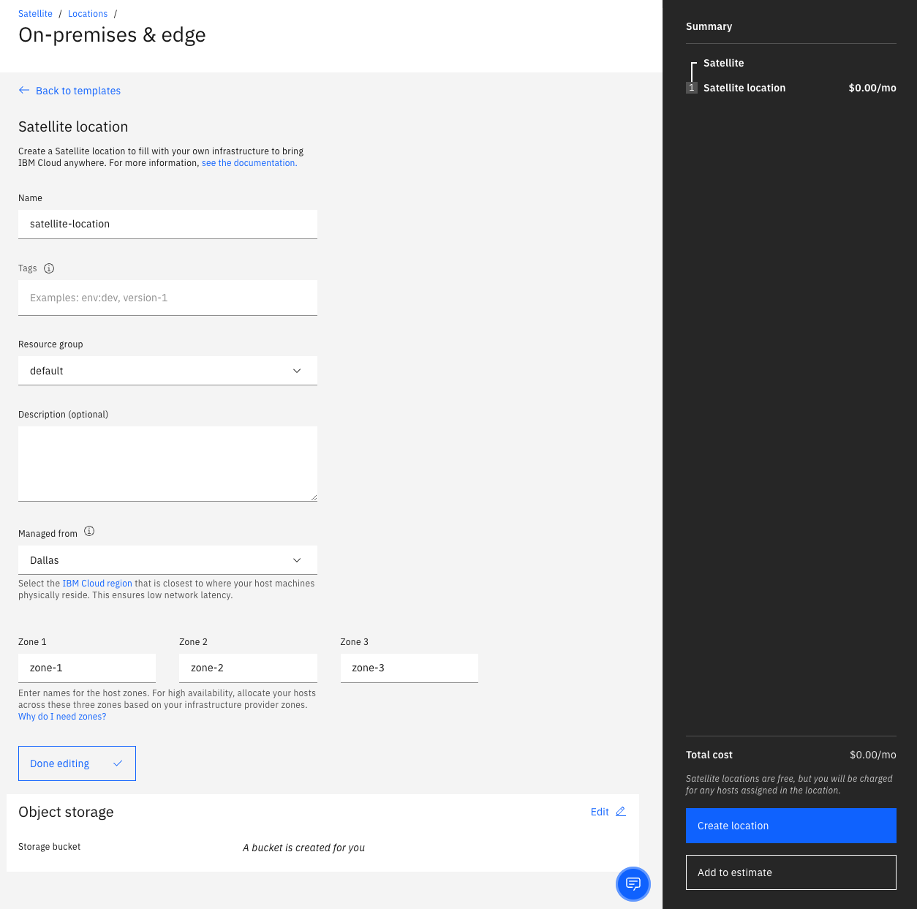 Satellite / Locations /
On-premises & edge
Back to templates
Satellite location
Create a Satellite location to fill with your own infrastructure to bring
IBM Cloud anywhere. For more information, see the documentation.
Name
satellite-location
Tags
Examples: env:dev, version-1
Resource group
default
Description (optional)
Managed from
Dallas
Select the IBM Cloud region that is closest to where your host machines
physically reside. This ensures low network latency.
Zone 1 Zone 2 Zone 3
zone-1 zone-2 zone-3
Enter names for the host zones. For high availability, allocate your hosts
across these three zones based on your infrastructure provider zones.
Why do I need zones?
Done editing
Object storage Edit
Storage bucket A bucket is created for you
Summary
Satellite
1 Satellite location $0.00/mo
Total cost $0.00/mo
Satellite locations are free, but you will be charged
for any hosts assigned in the location.
Create location
Add to estimate